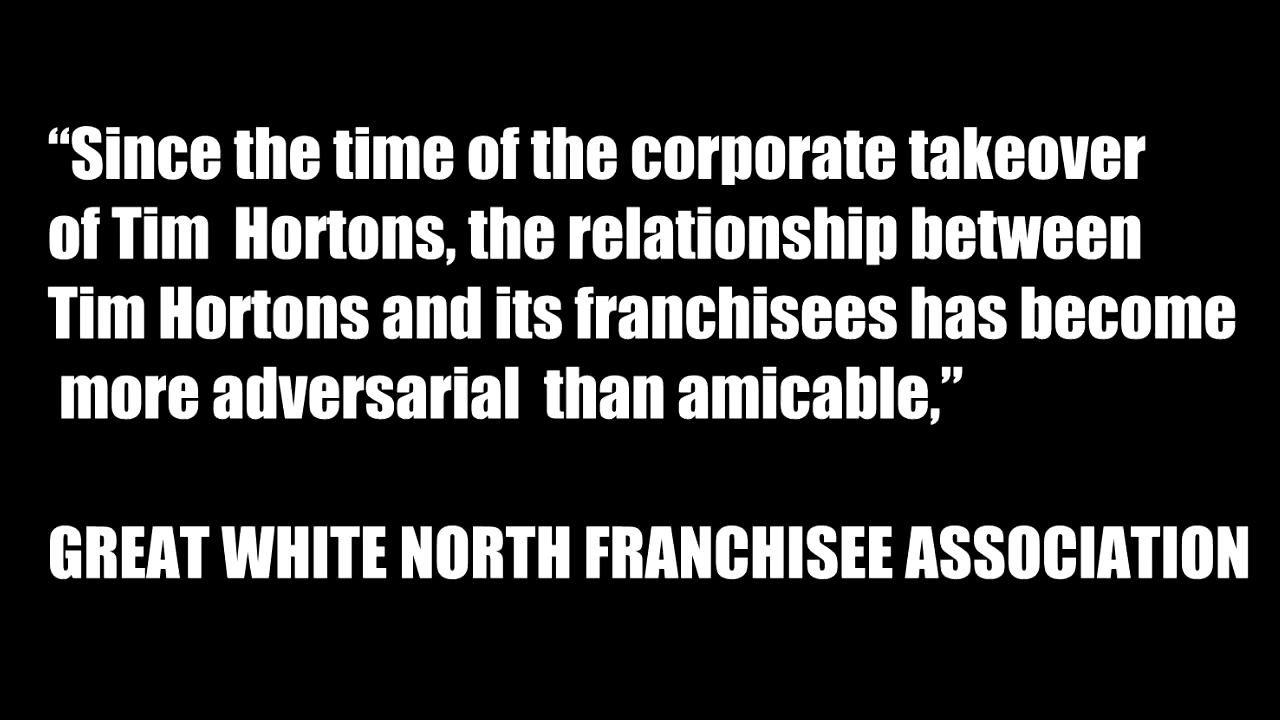 “Since the time of the corporate takeover
of Tim  Hortons, the relationship between
Tim Hortons and its franchisees has become
more adversarial  than amicable,”
GREAT WHITE NORTH FRANCHISEE ASSOCIATION